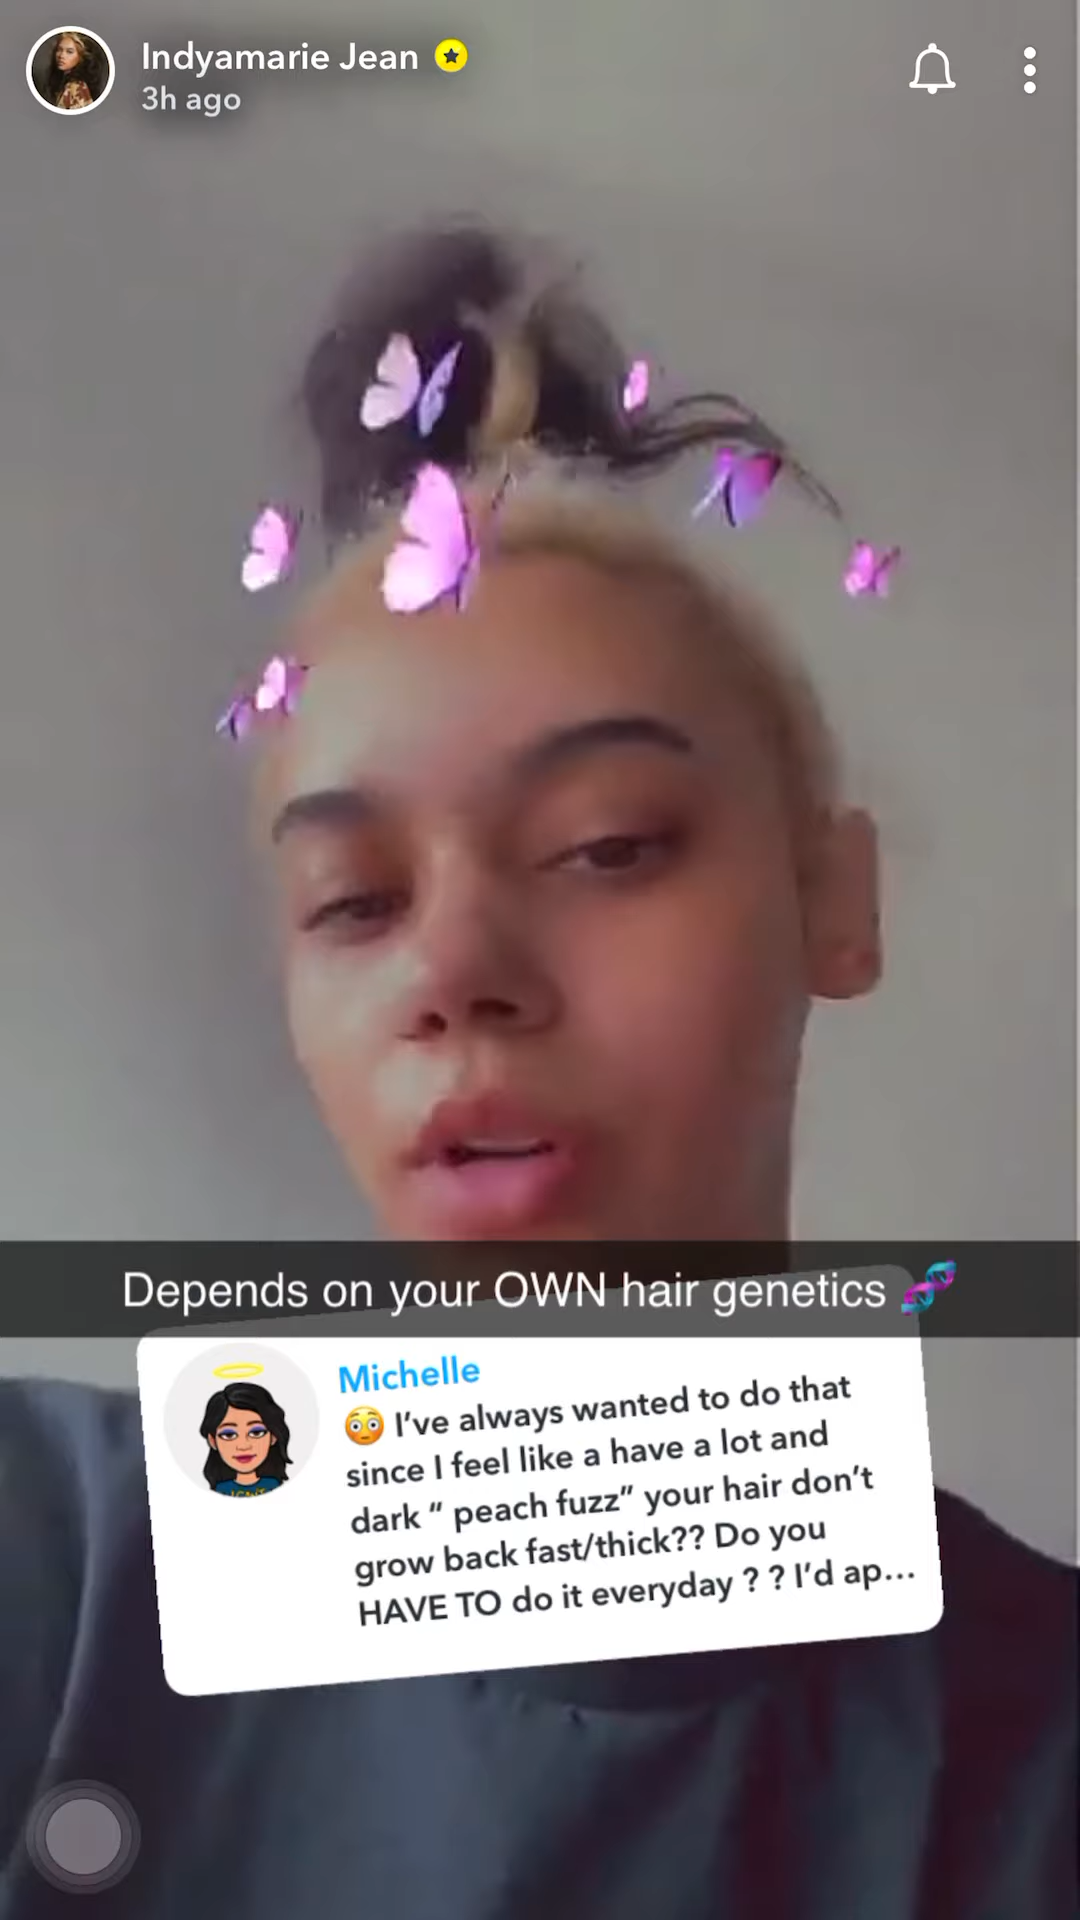 Indyamarie Jean
3h ago
Depends on your OWN hair genetics 🧬
Michelle
😳 I've always wanted to do that
since I feel like a have a lot and
dark “ peach fuzz” your hair don't
grow back fast/thick?? Do you
HAVE TO do it everyday ? ? I'd ap...